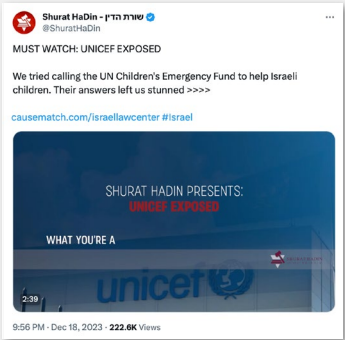 Shurat HaDin - שורת הדין
@ShuratHaDin
MUST WATCH: UNICEF EXPOSED
We tried calling the UN Children's Emergency Fund to help Israeli
children. Their answers left us stunned >>>>
causematch.com/israellawcenter #Israel
SHURAT HADIN PRESENTS:
UNICEF EXPOSED
WHAT YOU'RE A
unicef
2:39
9:56 PM · Dec 18, 2023 · 222.6K Views